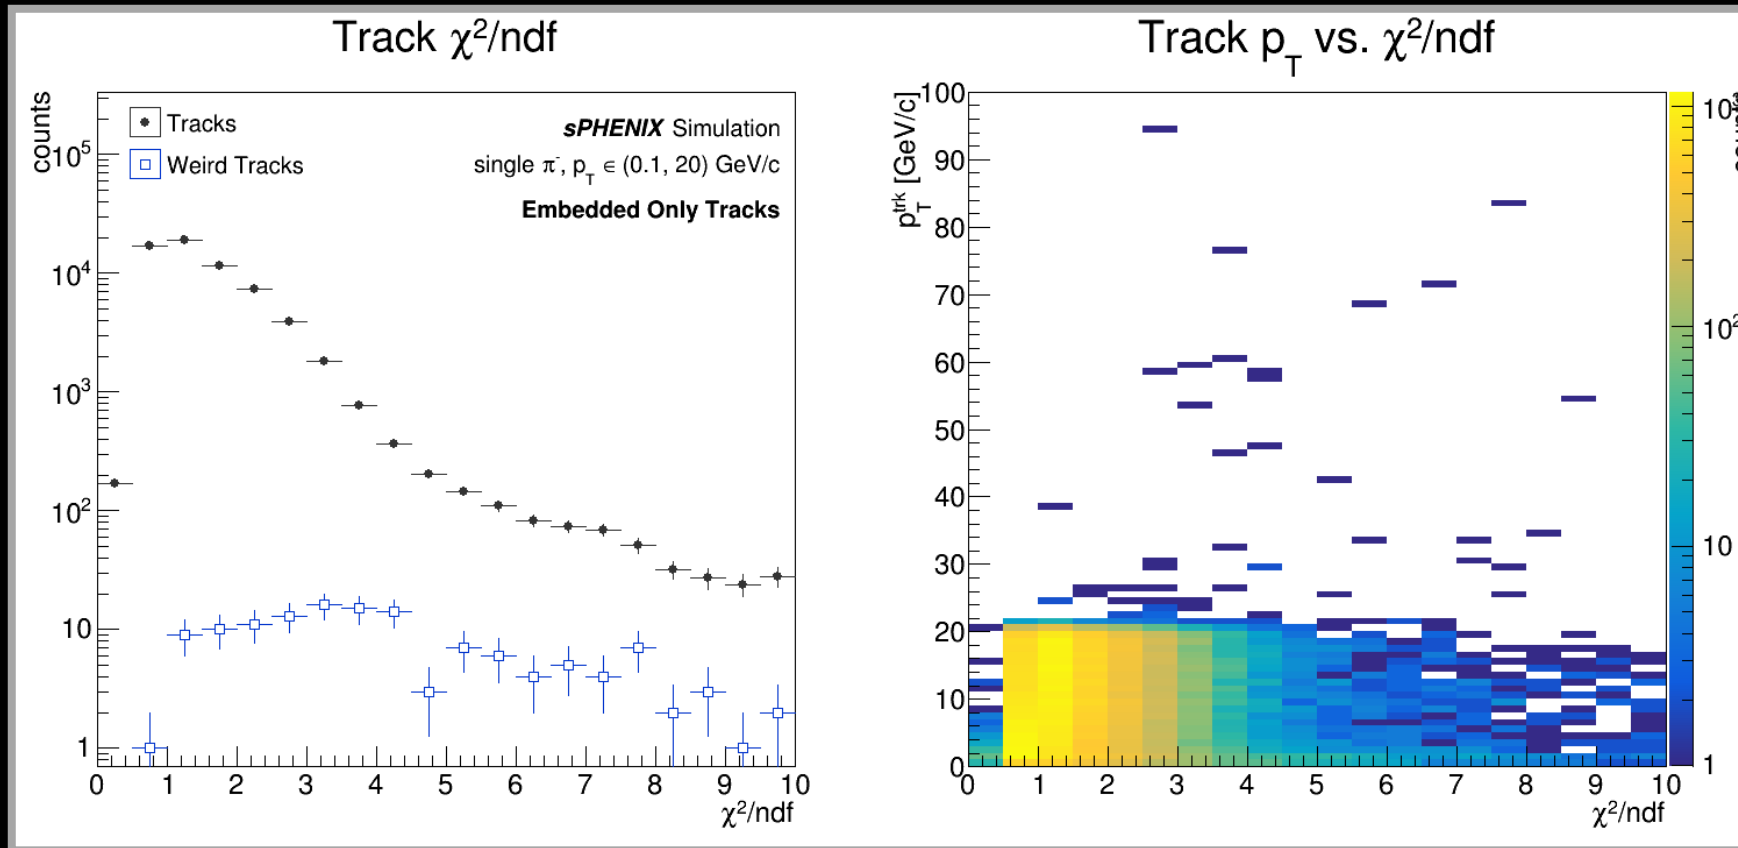 Track χ²/ndf
counts
Tracks
Weird Tracks
sPHENIX Simulation
single π⁻, p_T ∈ (0.1, 20) GeV/c
Embedded Only Tracks
10⁵
10⁴
10³
10²
10
1
0 1 2 3 4 5 6 7 8 9 10
χ²/ndf
Track p_T vs. χ²/ndf
p_T^trk [GeV/c]
100
90
80
70
60
50
40
30
20
10
0
0 1 2 3 4 5 6 7 8 9 10
χ²/ndf
10³
10²
10
1